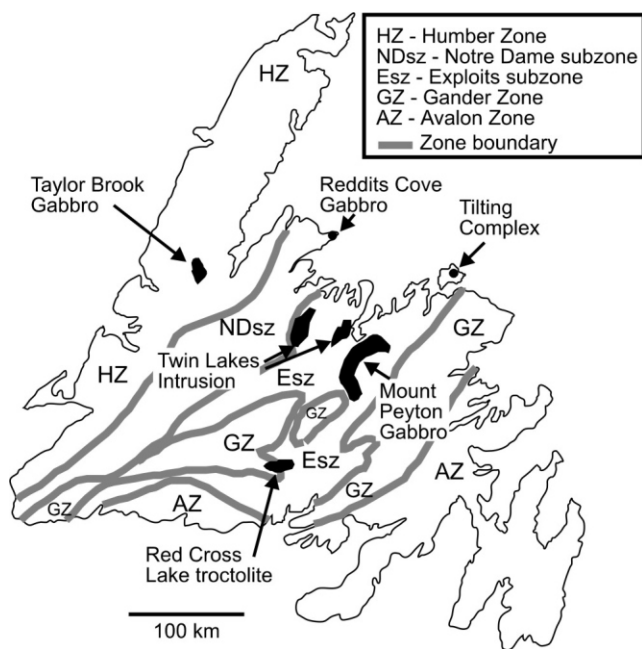 HZ - Humber Zone
NDsz - Notre Dame subzone
Esz - Exploits subzone
GZ - Gander Zone
AZ - Avalon Zone
Zone boundary
HZ
Taylor Brook
Gabbro
Reddits Cove
Gabbro
Tilting
Complex
NDsz
GZ
Twin Lakes
Intrusion
HZ
Esz
Mount
Peyton
Gabbro
GZ
GZ
Esz
AZ
GZ
GZ
AZ
Red Cross
Lake troctolite
100 km